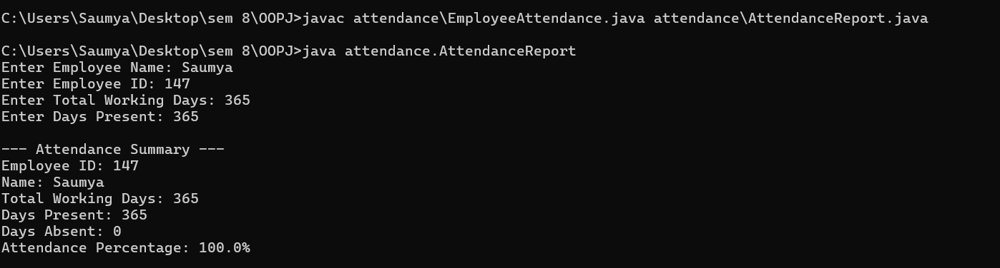 C:\Users\Saumya\Desktop\sem 8\OOPJ>javac attendance\EmployeeAttendance.java attendance\AttendanceReport.java
C:\Users\Saumya\Desktop\sem 8\OOPJ>java attendance.AttendanceReport
Enter Employee Name: Saumya
Enter Employee ID: 147
Enter Total Working Days: 365
Enter Days Present: 365
--- Attendance Summary ---
Employee ID: 147
Name: Saumya
Total Working Days: 365
Days Present: 365
Days Absent: 0
Attendance Percentage: 100.0%